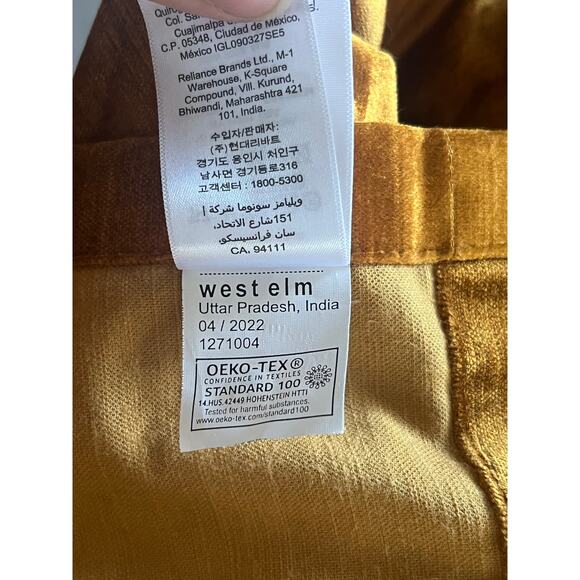 Col. San
Cuajimalpa
C.P. 05348, Ciudad de México,
México IGL090327SE5
Reliance Brands Ltd., M-1
Warehouse, K-Square
Compound, Vill. Kurund,
Bhiwandi, Maharashtra 421
101, India.
수입자/판매자:
(주)현대리바트
경기도 용인시 처인구
남사면 경기동로316
고객센터 : 1800-5300
ويليامز سونوما شركة |
151شارع الاتحاد،
سان فرانسيسكو،
CA. 94111
west elm
Uttar Pradesh, India
04 / 2022
1271004
OEKO-TEX®
CONFIDENCE IN TEXTILES
STANDARD 100
14.HUS.42449 HOHENSTEIN HTTI
Tested for harmful substances.
www.oeko-tex.com/standard100